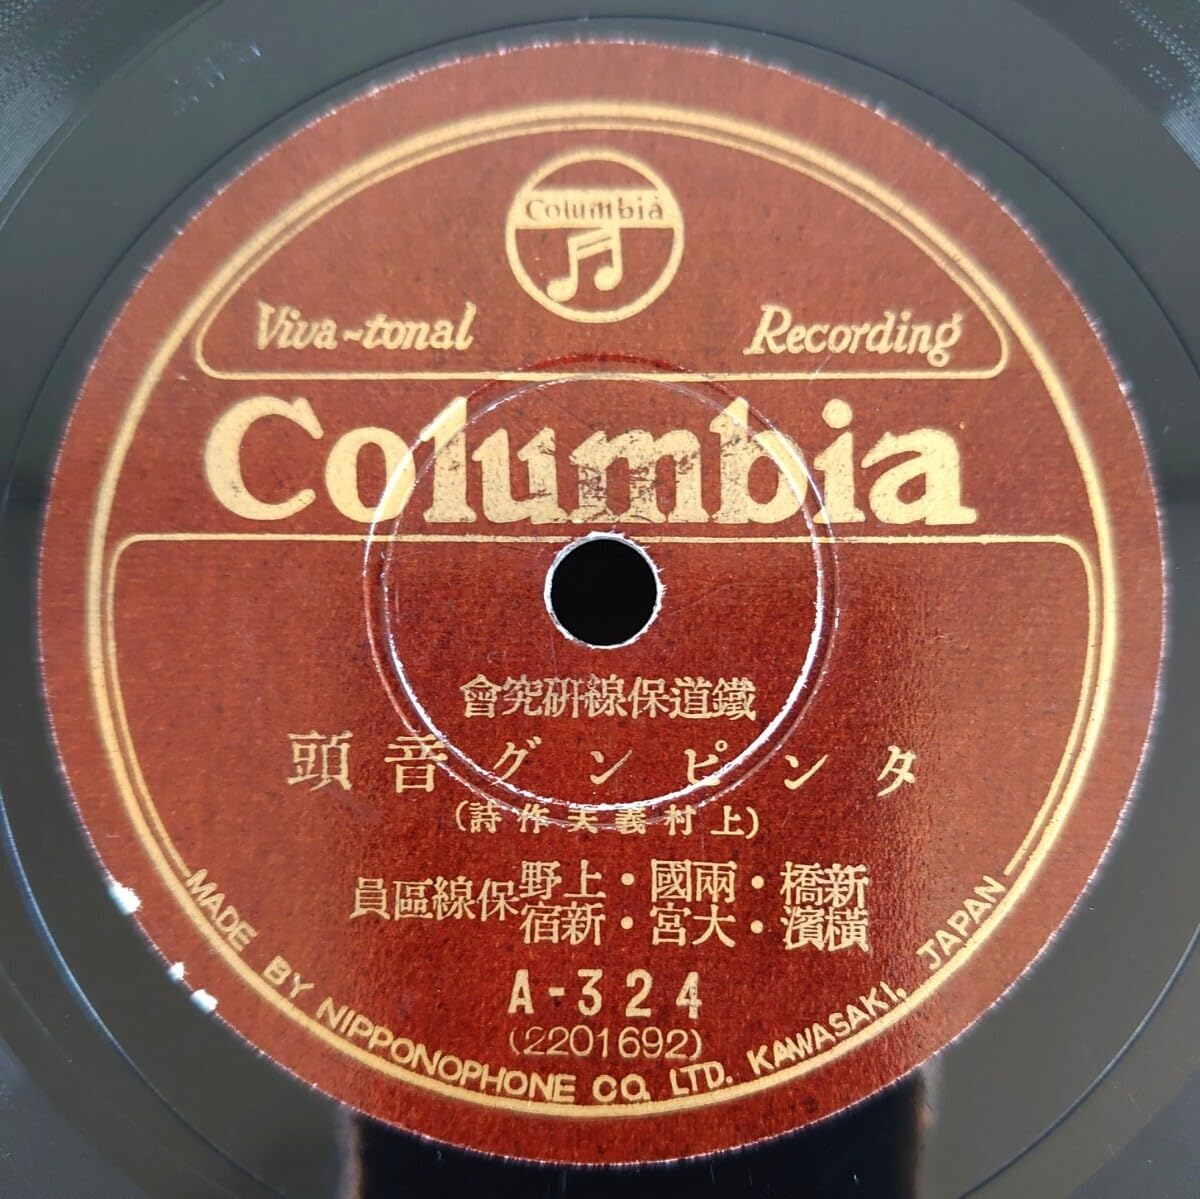 Columbia
Viva-tonal Recording
Columbia
鐵道保線硏究會
タンピング音頭
(上村義夫作詩)
新橋・兩國・上野
橫濱・大宮・新宿
保線區員
A-324
(2201692)
MADE BY NIPPONOPHONE CO. LTD. KAWASAKI, JAPAN